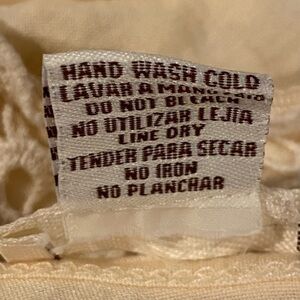 HAND WASH COLD
LAVAR A MANO FRIO
DO NOT BLEACH
NO UTILIZAR LEJIA
LINE DRY
TENDER PARA SECAR
NO IRON
NO PLANCHAR